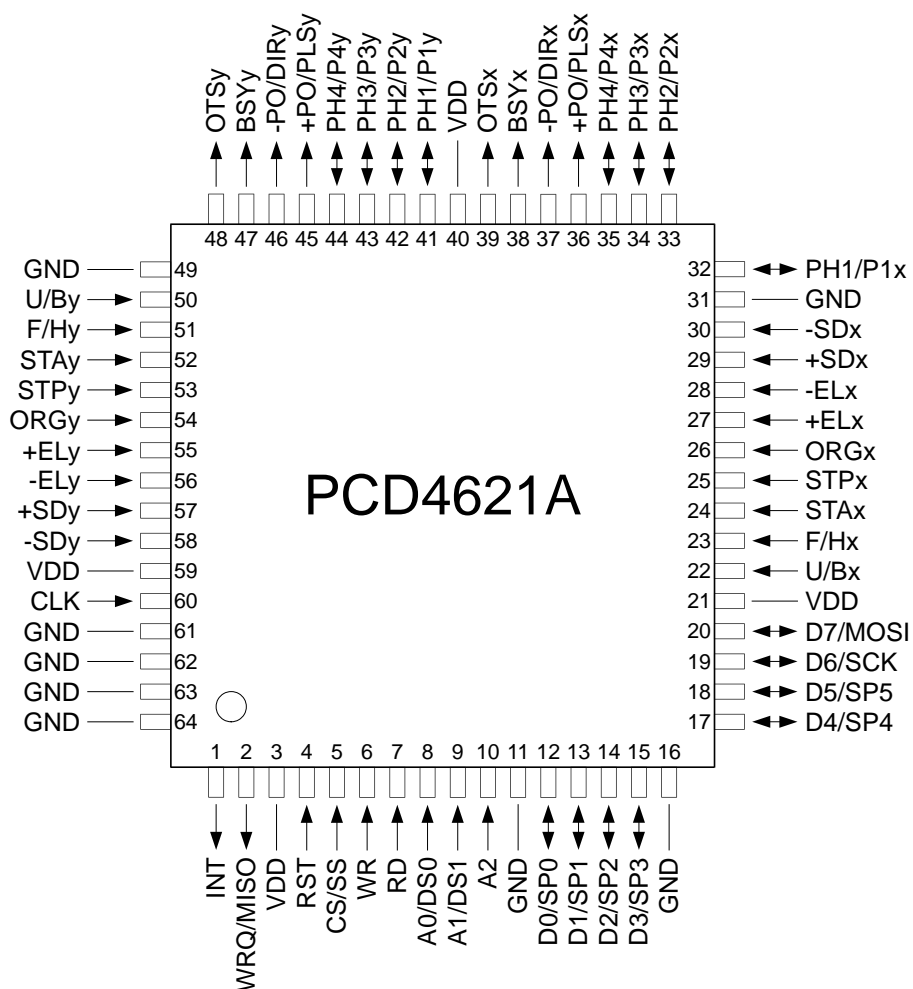 OTSy
BSYy
-PO/DIRy
+PO/PLSy
PH4/P4y
PH3/P3y
PH2/P2y
PH1/P1y
VDD
OTSx
BSYx
-PO/DIRx
+PO/PLSx
PH4/P4x
PH3/P3x
PH2/P2x
48 47 46 45 44 43 42 41 40 39 38 37 36 35 34 33
GND 49
U/By 50
F/Hy 51
STAy 52
STPy 53
ORGy 54
+ELy 55
-ELy 56
+SDy 57
-SDy 58
VDD 59
CLK 60
GND 61
GND 62
GND 63
GND 64
PCD4621A
32 PH1/P1x
31 GND
30 -SDx
29 +SDx
28 -ELx
27 +ELx
26 ORGx
25 STPx
24 STAx
23 F/Hx
22 U/Bx
21 VDD
20 D7/MOSI
19 D6/SCK
18 D5/SP5
17 D4/SP4
1 2 3 4 5 6 7 8 9 10 11 12 13 14 15 16
INT
WRQ/MISO
VDD
RST
CS/SS
WR
RD
A0/DS0
A1/DS1
A2
GND
D0/SP0
D1/SP1
D2/SP2
D3/SP3
GND